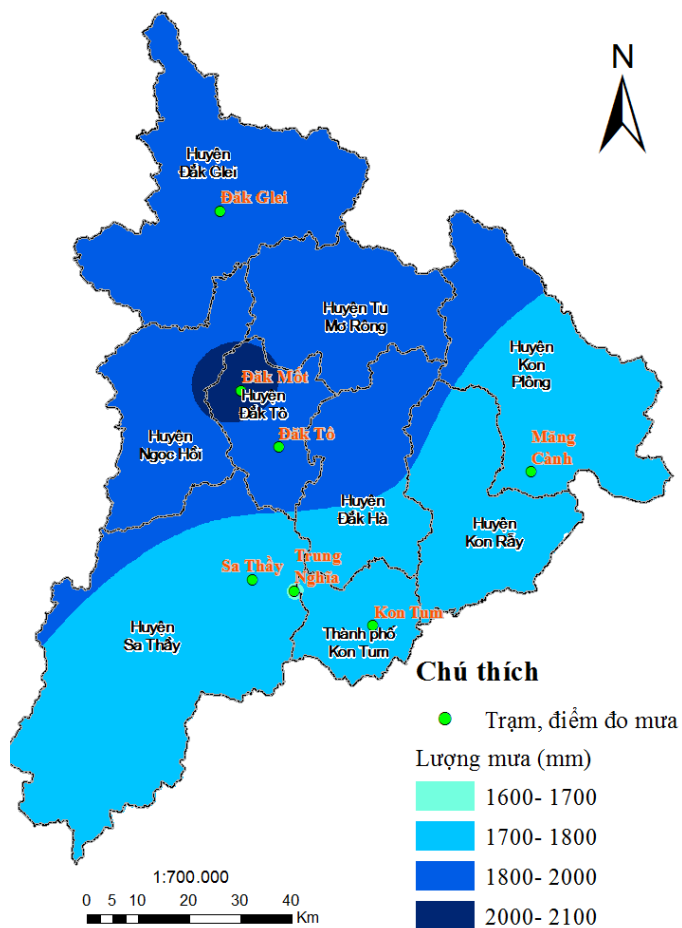 N
Huyện
Đắk Glei
Đăk Glei
Huyện Tu
Mơ Rông
Huyện
Kon
Plông
Đăk Mốt
Huyện
Đắk Tô
Đăk Tô
Huyện
Ngọc Hồi
Măng
Cănh
Huyện
Đắk Hà
Huyện
Kon Rẫy
Sa Thầy
Trung
Nghĩa
Kon Tum
Thành phố
Kon Tum
Huyện
Sa Thầy
Chú thích
Trạm, điểm đo mưa
Lượng mưa (mm)
1600- 1700
1700- 1800
1800- 2000
2000- 2100
1:700.000
0 5 10 20 30 40
Km